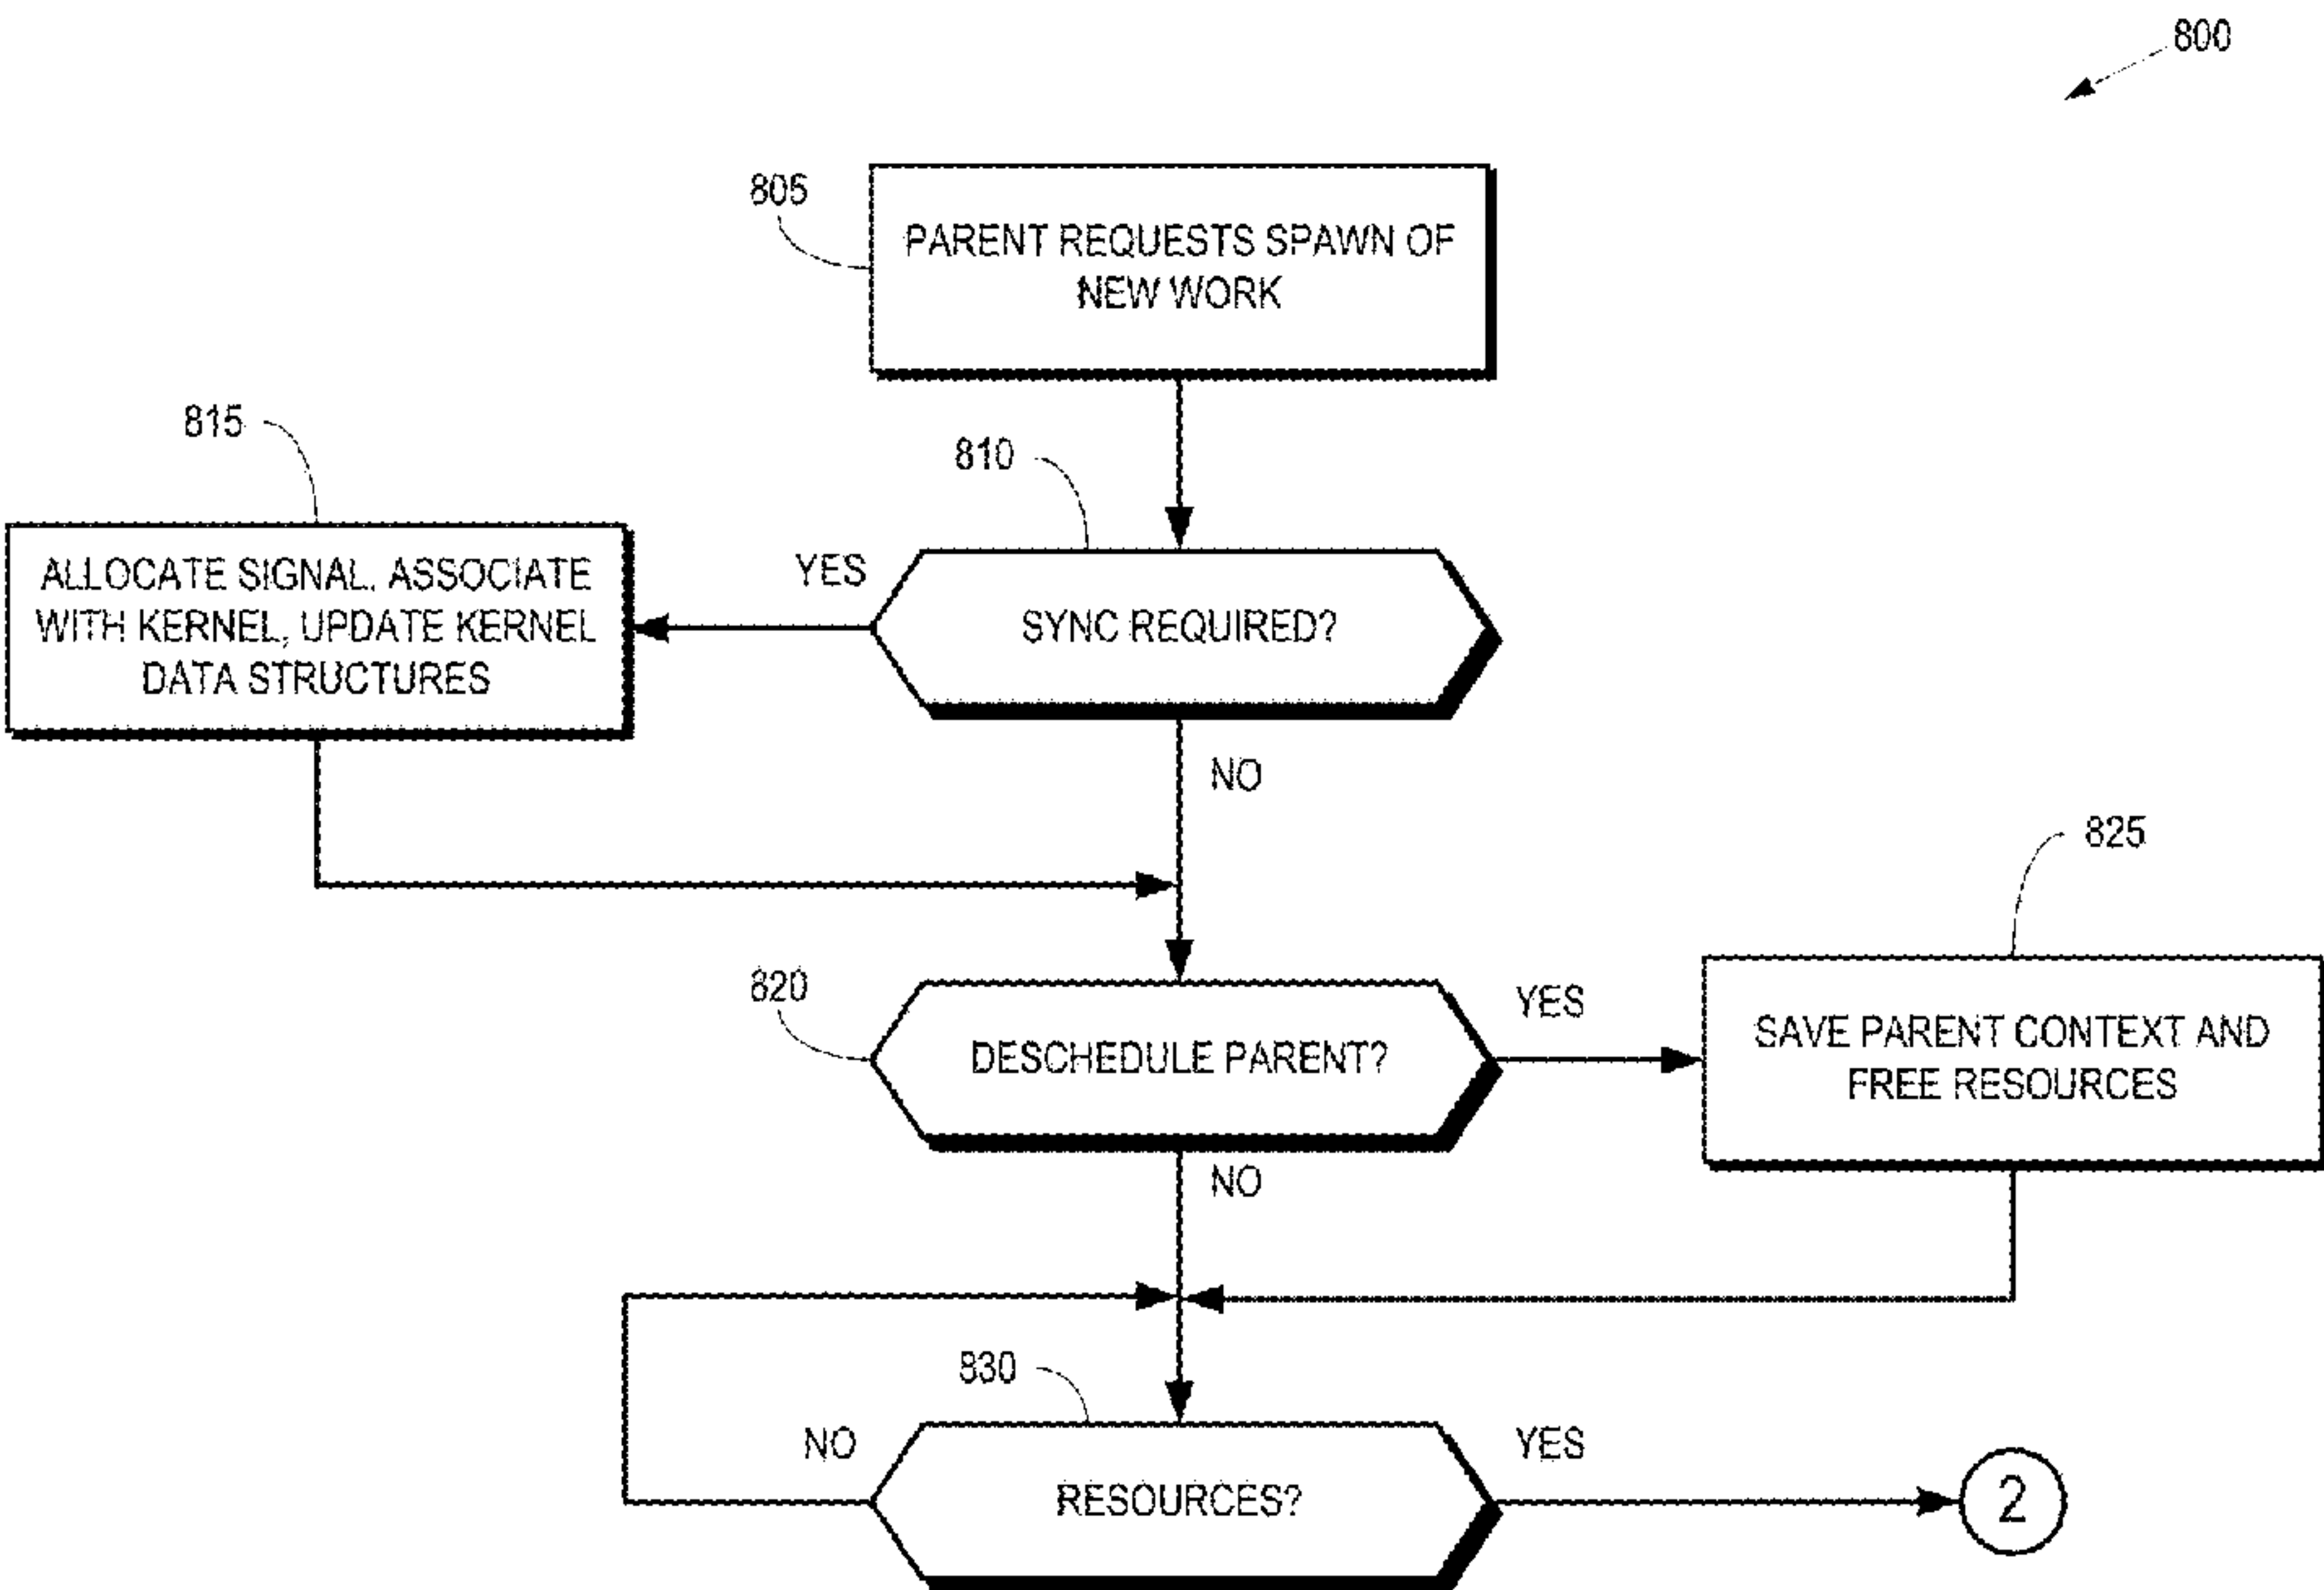 800
805
PARENT REQUESTS SPAWN OF
NEW WORK
815
810
ALLOCATE SIGNAL, ASSOCIATE
WITH KERNEL, UPDATE KERNEL
DATA STRUCTURES
YES
SYNC REQUIRED?
NO
825
820
DESCHEDULE PARENT?
YES
SAVE PARENT CONTEXT AND
FREE RESOURCES
NO
830
NO
RESOURCES?
YES
2